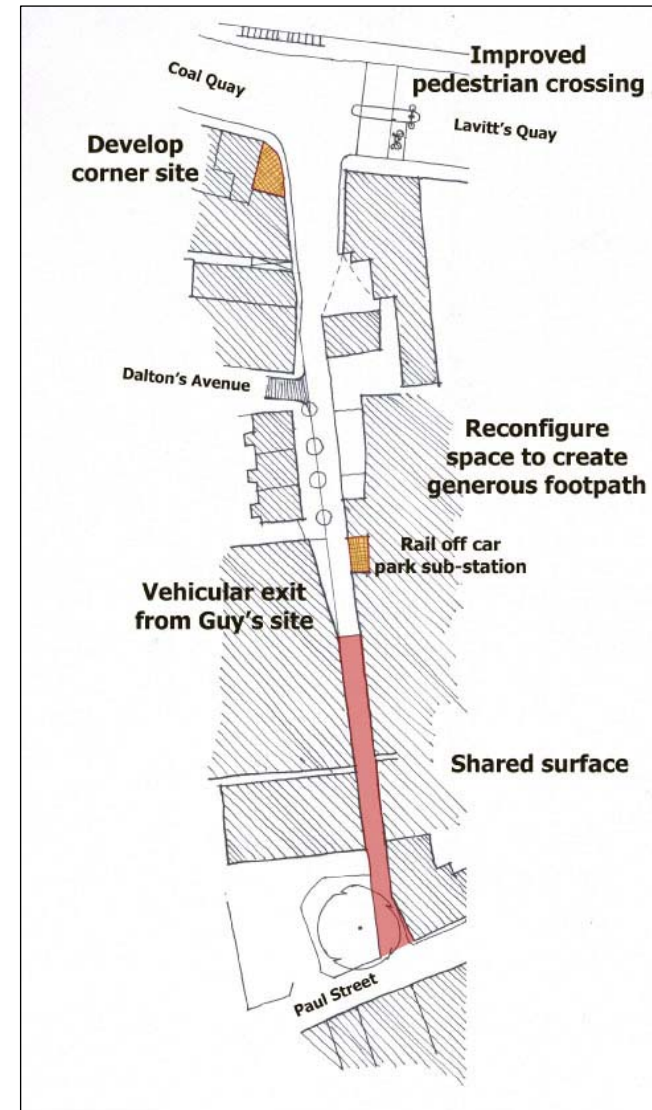 Improved
pedestrian crossing
Coal Quay
Lavitt's Quay
Develop
corner site
Dalton's Avenue
Reconfigure
space to create
generous footpath
Rail off car
park sub-station
Vehicular exit
from Guy's site
Shared surface
Paul Street